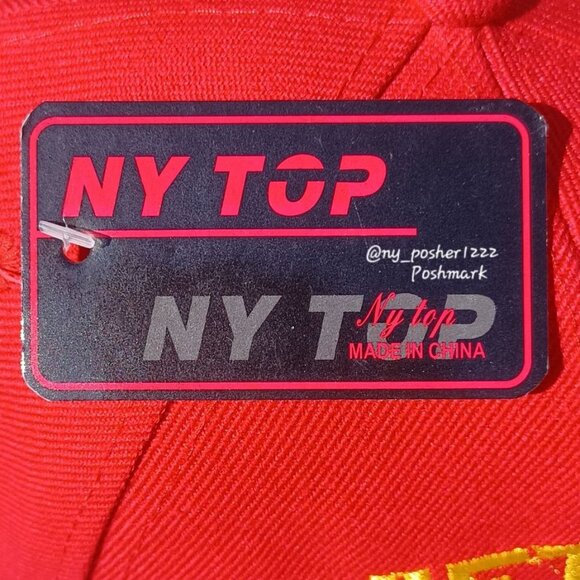 NY TOP
@ny_posher1222
Poshmark
NY TOP
Ny top
MADE IN CHINA